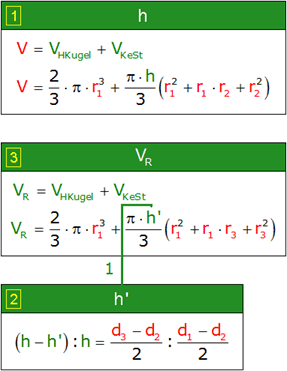 1 h
V = V_HKugel + V_KeSt
V = 2/3 · π · r₁³ + π · h/3 (r₁² + r₁ · r₂ + r₂²)
3 V_R
V_R = V_HKugel + V_KeSt
V_R = 2/3 · π · r₁³ + π · h'/3 (r₁² + r₁ · r₃ + r₃²)
1
2 h'
(h – h') : h = d₃ – d₂/2 : d₁ – d₂/2